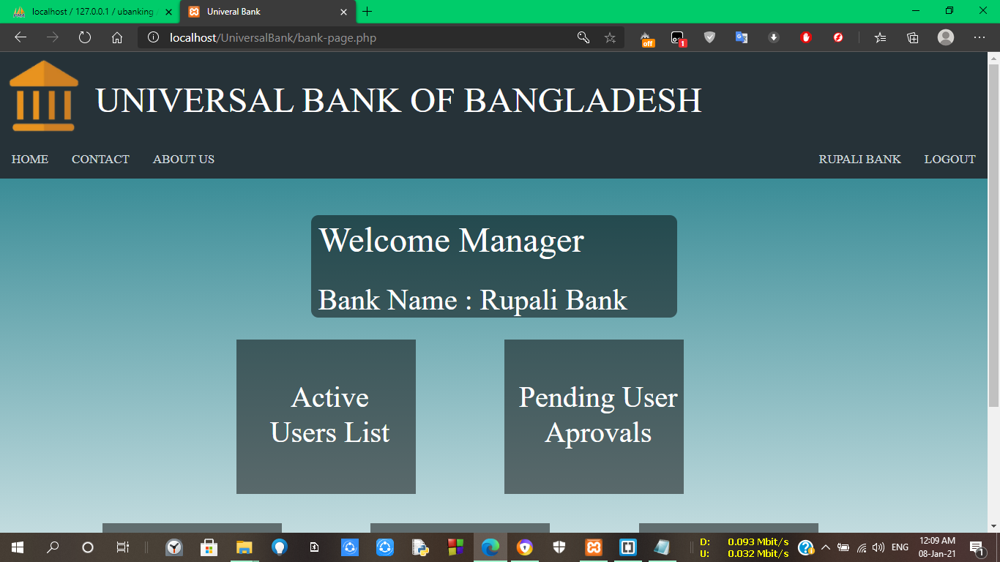 localhost / 127.0.0.1 / ubanking
Univeral Bank
localhost/UniversalBank/bank-page.php
off
1
UNIVERSAL BANK OF BANGLADESH
HOME CONTACT ABOUT US RUPALI BANK LOGOUT
Welcome Manager
Bank Name : Rupali Bank
Active
Users List
Pending User
Aprovals
D: 0.093 Mbit/s
U: 0.032 Mbit/s
ENG
12:09 AM
08-Jan-21
1